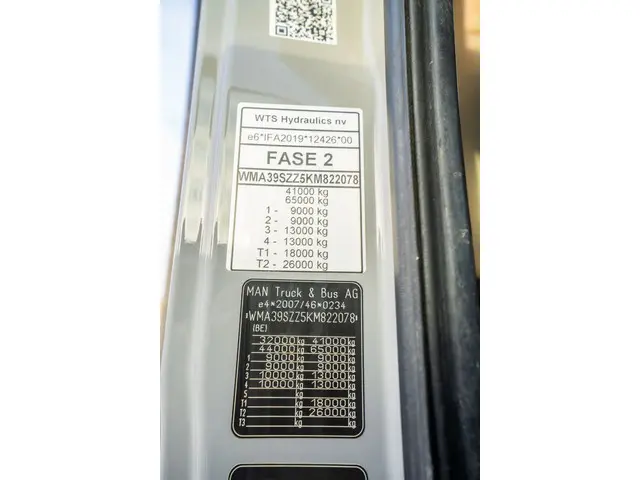 WTS Hydraulics nv
e6*IFA2019*12426*00
FASE 2
WMA39SZZ5KM822078
41000 kg
65000 kg
1 - 9000 kg
2 - 9000 kg
3 - 13000 kg
4 - 13000 kg
T1 - 18000 kg
T2 - 26000 kg
MAN Truck & Bus AG
e4*2007/46*0234
*WMA39SZZ5KM822078*
(BE)
32000 kg 41000 kg
44000 kg 65000 kg
1 9000 kg 9000 kg
2 9000 kg 9000 kg
3 10000 kg 13000 kg
4 10000 kg 13000 kg
5 kg kg
T1 kg 18000 kg
T2 kg 26000 kg
T3 kg kg